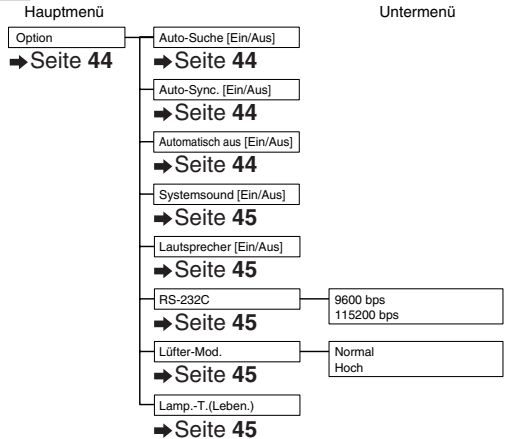 Hauptmenü
Untermenü
Option
➡Seite 44
Auto-Suche [Ein/Aus]
➡Seite 44
Auto-Sync. [Ein/Aus]
➡Seite 44
Automatisch aus [Ein/Aus]
➡Seite 44
Systemsound [Ein/Aus]
➡Seite 45
Lautsprecher [Ein/Aus]
➡Seite 45
RS-232C
➡Seite 45
9600 bps
115200 bps
Lüfter-Mod.
➡Seite 45
Normal
Hoch
Lamp.-T.(Leben.)
➡Seite 45